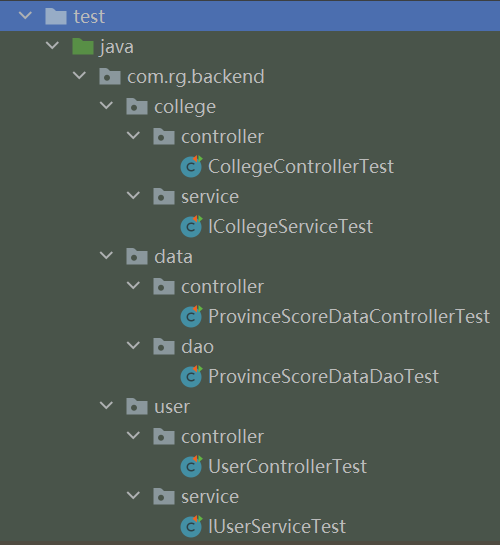 test
java
com.rg.backend
college
controller
CollegeControllerTest
service
ICollegeServiceTest
data
controller
ProvinceScoreDataControllerTest
dao
ProvinceScoreDataDaoTest
user
controller
UserControllerTest
service
IUserServiceTest